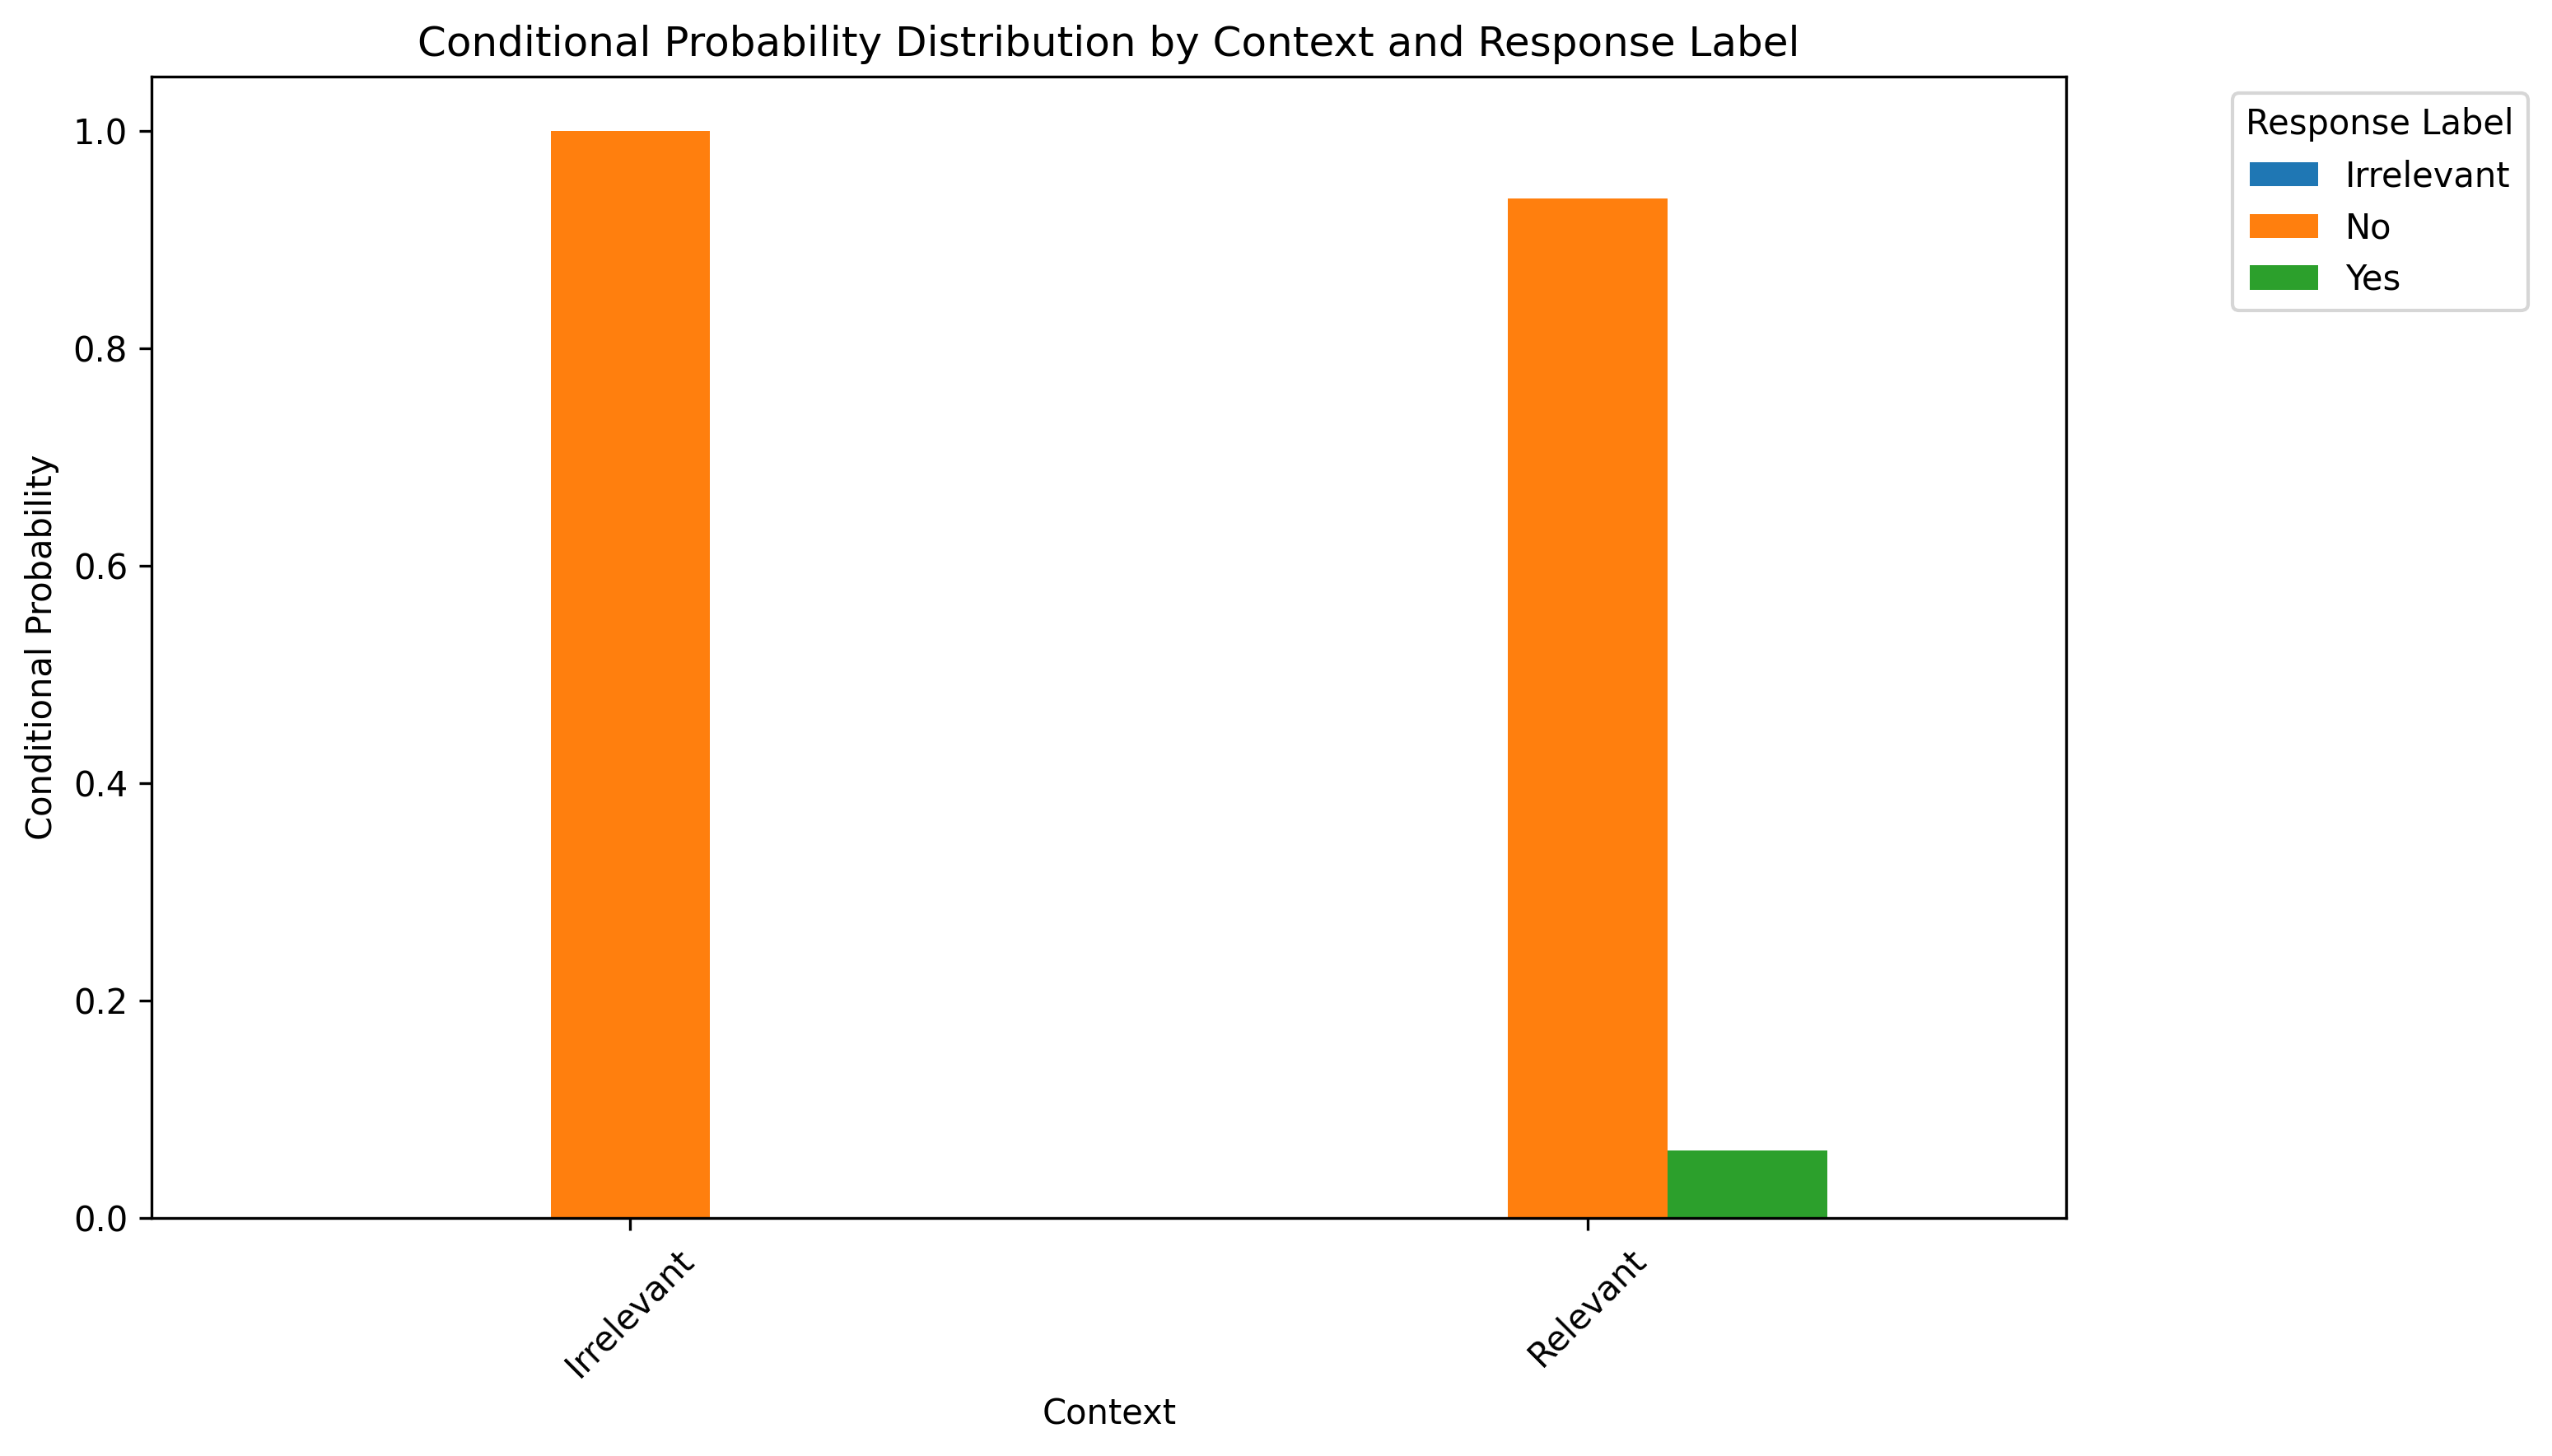 Conditional Probability Distribution by Context and Response Label
Conditional Probability
1.0
0.8
0.6
0.4
0.2
0.0
Irrelevant
Relevant
Context
Response Label
Irrelevant
No
Yes